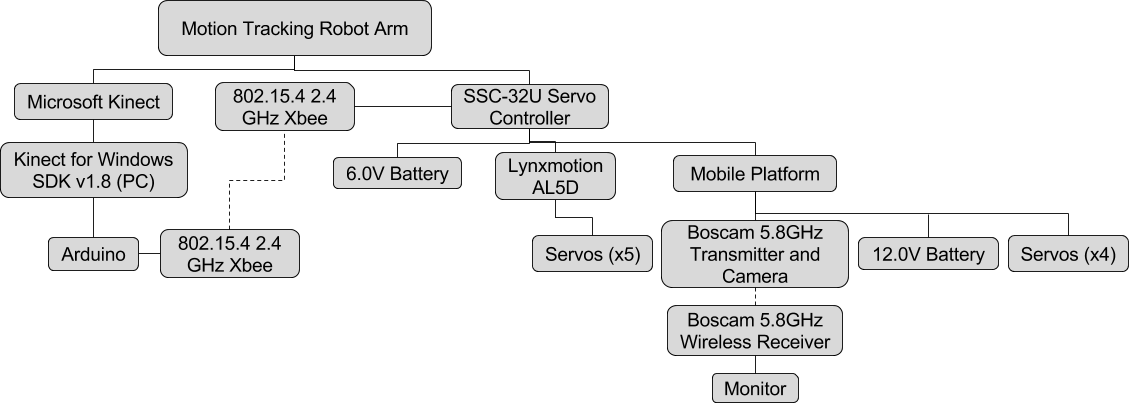 Motion Tracking Robot Arm
Microsoft Kinect
802.15.4 2.4
GHz Xbee
SSC-32U Servo
Controller
Kinect for Windows
SDK v1.8 (PC)
6.0V Battery
Lynxmotion
AL5D
Mobile Platform
Arduino
802.15.4 2.4
GHz Xbee
Servos (x5)
Boscam 5.8GHz
Transmitter and
Camera
12.0V Battery
Servos (x4)
Boscam 5.8GHz
Wireless Receiver
Monitor